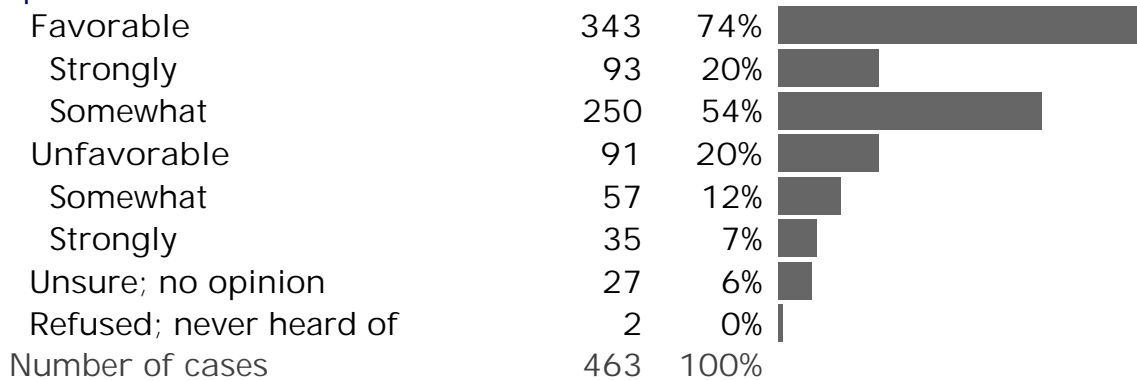 Favorable 343 74%
Strongly 93 20%
Somewhat 250 54%
Unfavorable 91 20%
Somewhat 57 12%
Strongly 35 7%
Unsure; no opinion 27 6%
Refused; never heard of 2 0%
Number of cases 463 100%